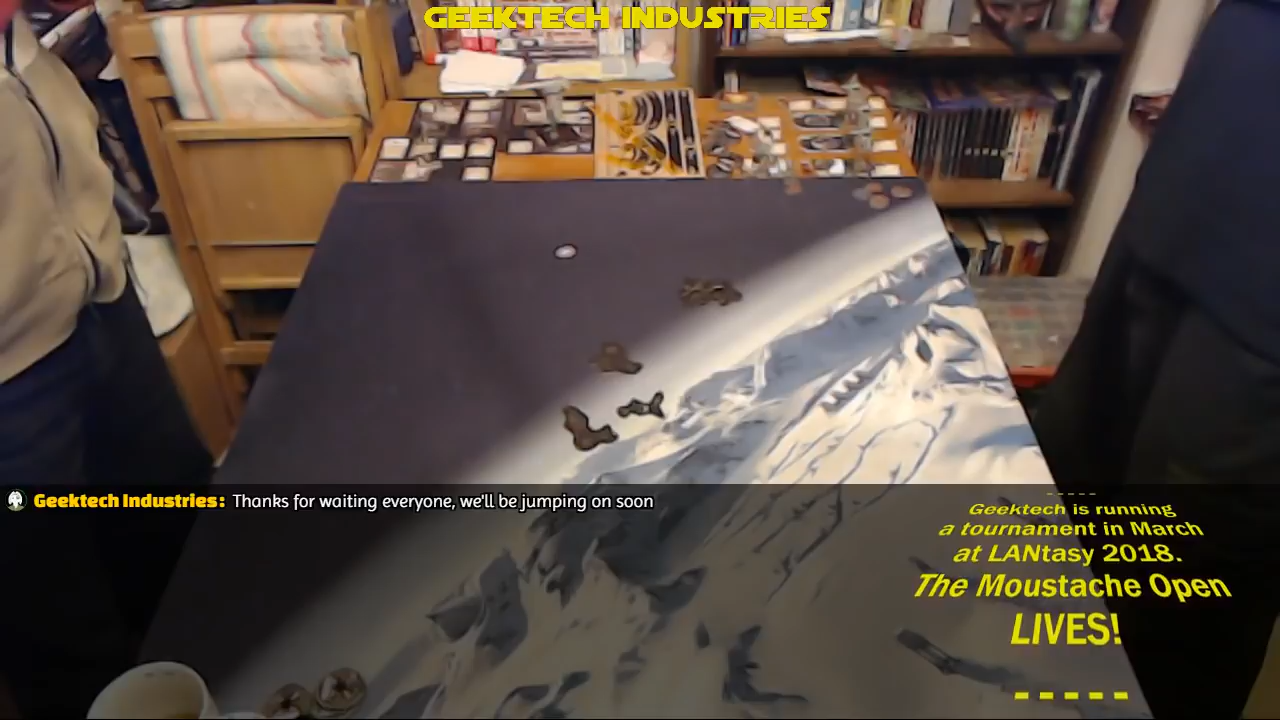 GEEKTECH INDUSTRIES
Geektech Industries: Thanks for waiting everyone, we'll be jumping on soon
- - - - -
Geektech is running
a tournament in March
at LANtasy 2018.
The Moustache Open
LIVES!
- - - - -